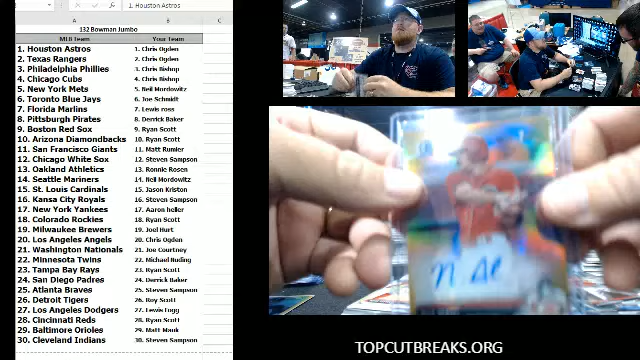 1. Houston Astros
A B C
132 Bowman Jumbo
MLB Team Your Team
1. Houston Astros 1. Chris Ogden
2. Texas Rangers 2. Chris Ogden
3. Philadelphia Phillies 3. Chris Bishop
4. Chicago Cubs 4. Chris Bishop
5. New York Mets 5. Neil Mordowitz
6. Toronto Blue Jays 6. Joe Schmidt
7. Florida Marlins 7. Lewis ross
8. Pittsburgh Pirates 8. Derrick Baker
9. Boston Red Sox 9. Ryan Scott
10. Arizona Diamondbacks 10. Ryan Scott
11. San Francisco Giants 11. Matt Rumler
12. Chicago White Sox 12. Steven Sampson
13. Oakland Athletics 13. Ronnie Rosen
14. Seattle Mariners 14. Neil Mordowitz
15. St. Louis Cardinals 15. Jason Kriston
16. Kansas City Royals 16. Steven Sampson
17. New York Yankees 17. Aaron heller
18. Colorado Rockies 18. Ryan Scott
19. Milwaukee Brewers 19. Joel Hurt
20. Los Angeles Angels 20. Chris Ogden
21. Washington Nationals 21. Joe Courtney
22. Minnesota Twins 22. Michael Ruding
23. Tampa Bay Rays 23. Ryan Scott
24. San Diego Padres 24. Derrick Baker
25. Atlanta Braves 25. Steven Sampson
26. Detroit Tigers 26. Roy Scott
27. Los Angeles Dodgers 27. Lewis Fogg
28. Cincinnati Reds 28. Ryan Scott
29. Baltimore Orioles 29. Matt Mauk
30. Cleveland Indians 30. Steven Sampson
TOPCUTBREAKS.ORG